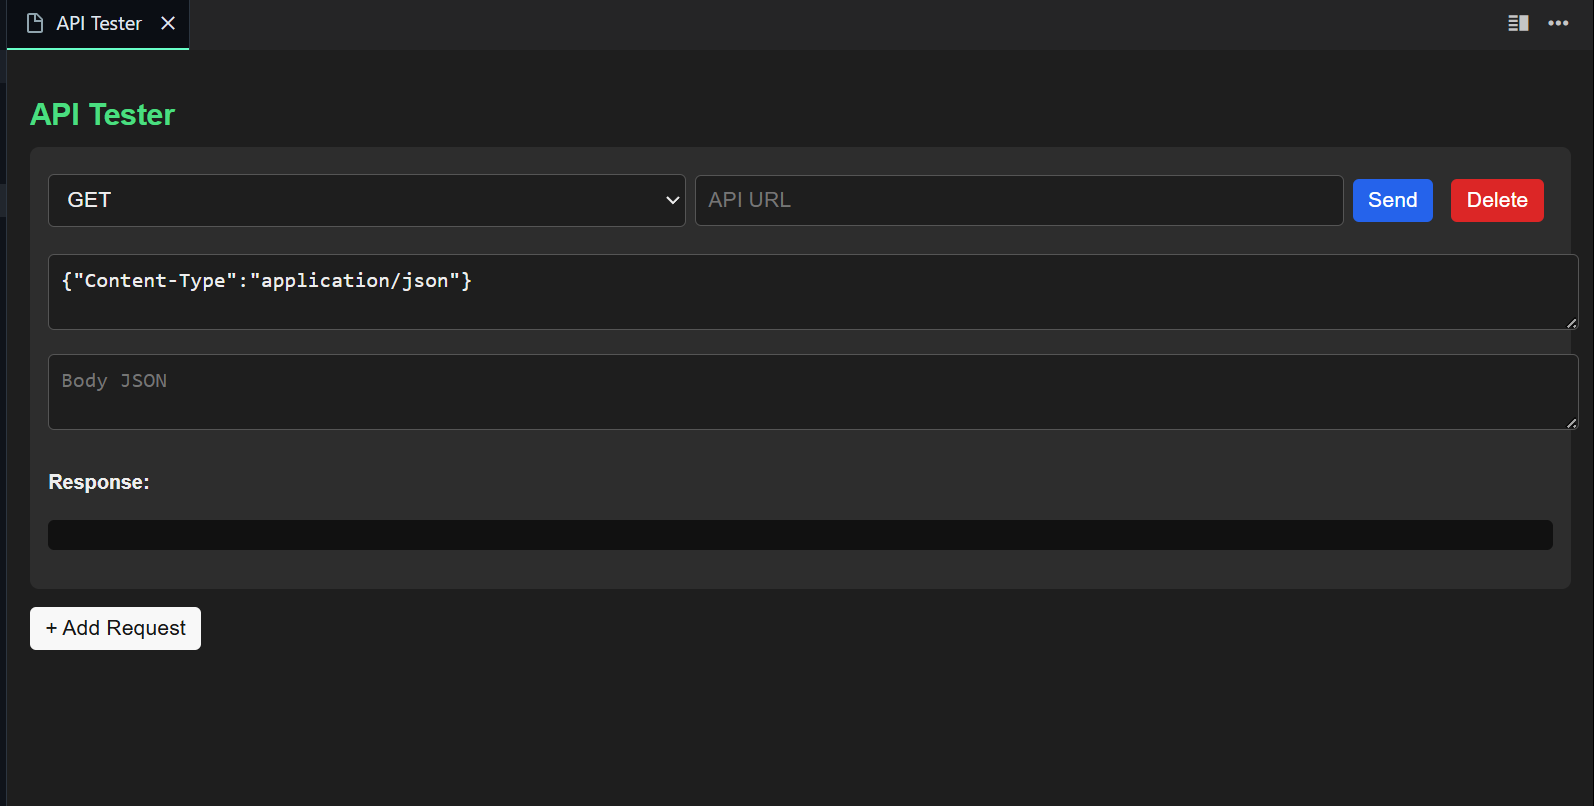 API Tester
API Tester
GET
API URL
Send
Delete
{"Content-Type":"application/json"}
Body JSON
Response:
+ Add Request